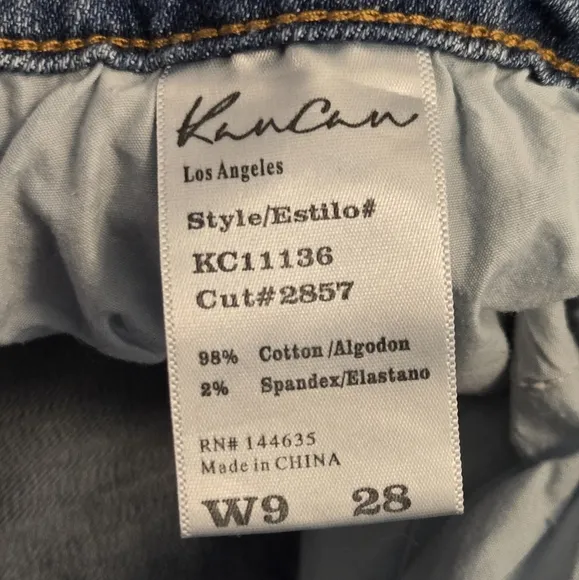 KanCan
Los Angeles
Style/Estilo#
KC11136
Cut#2857
98% Cotton/Algodon
2% Spandex/Elastano
RN# 144635
Made in CHINA
W9 28